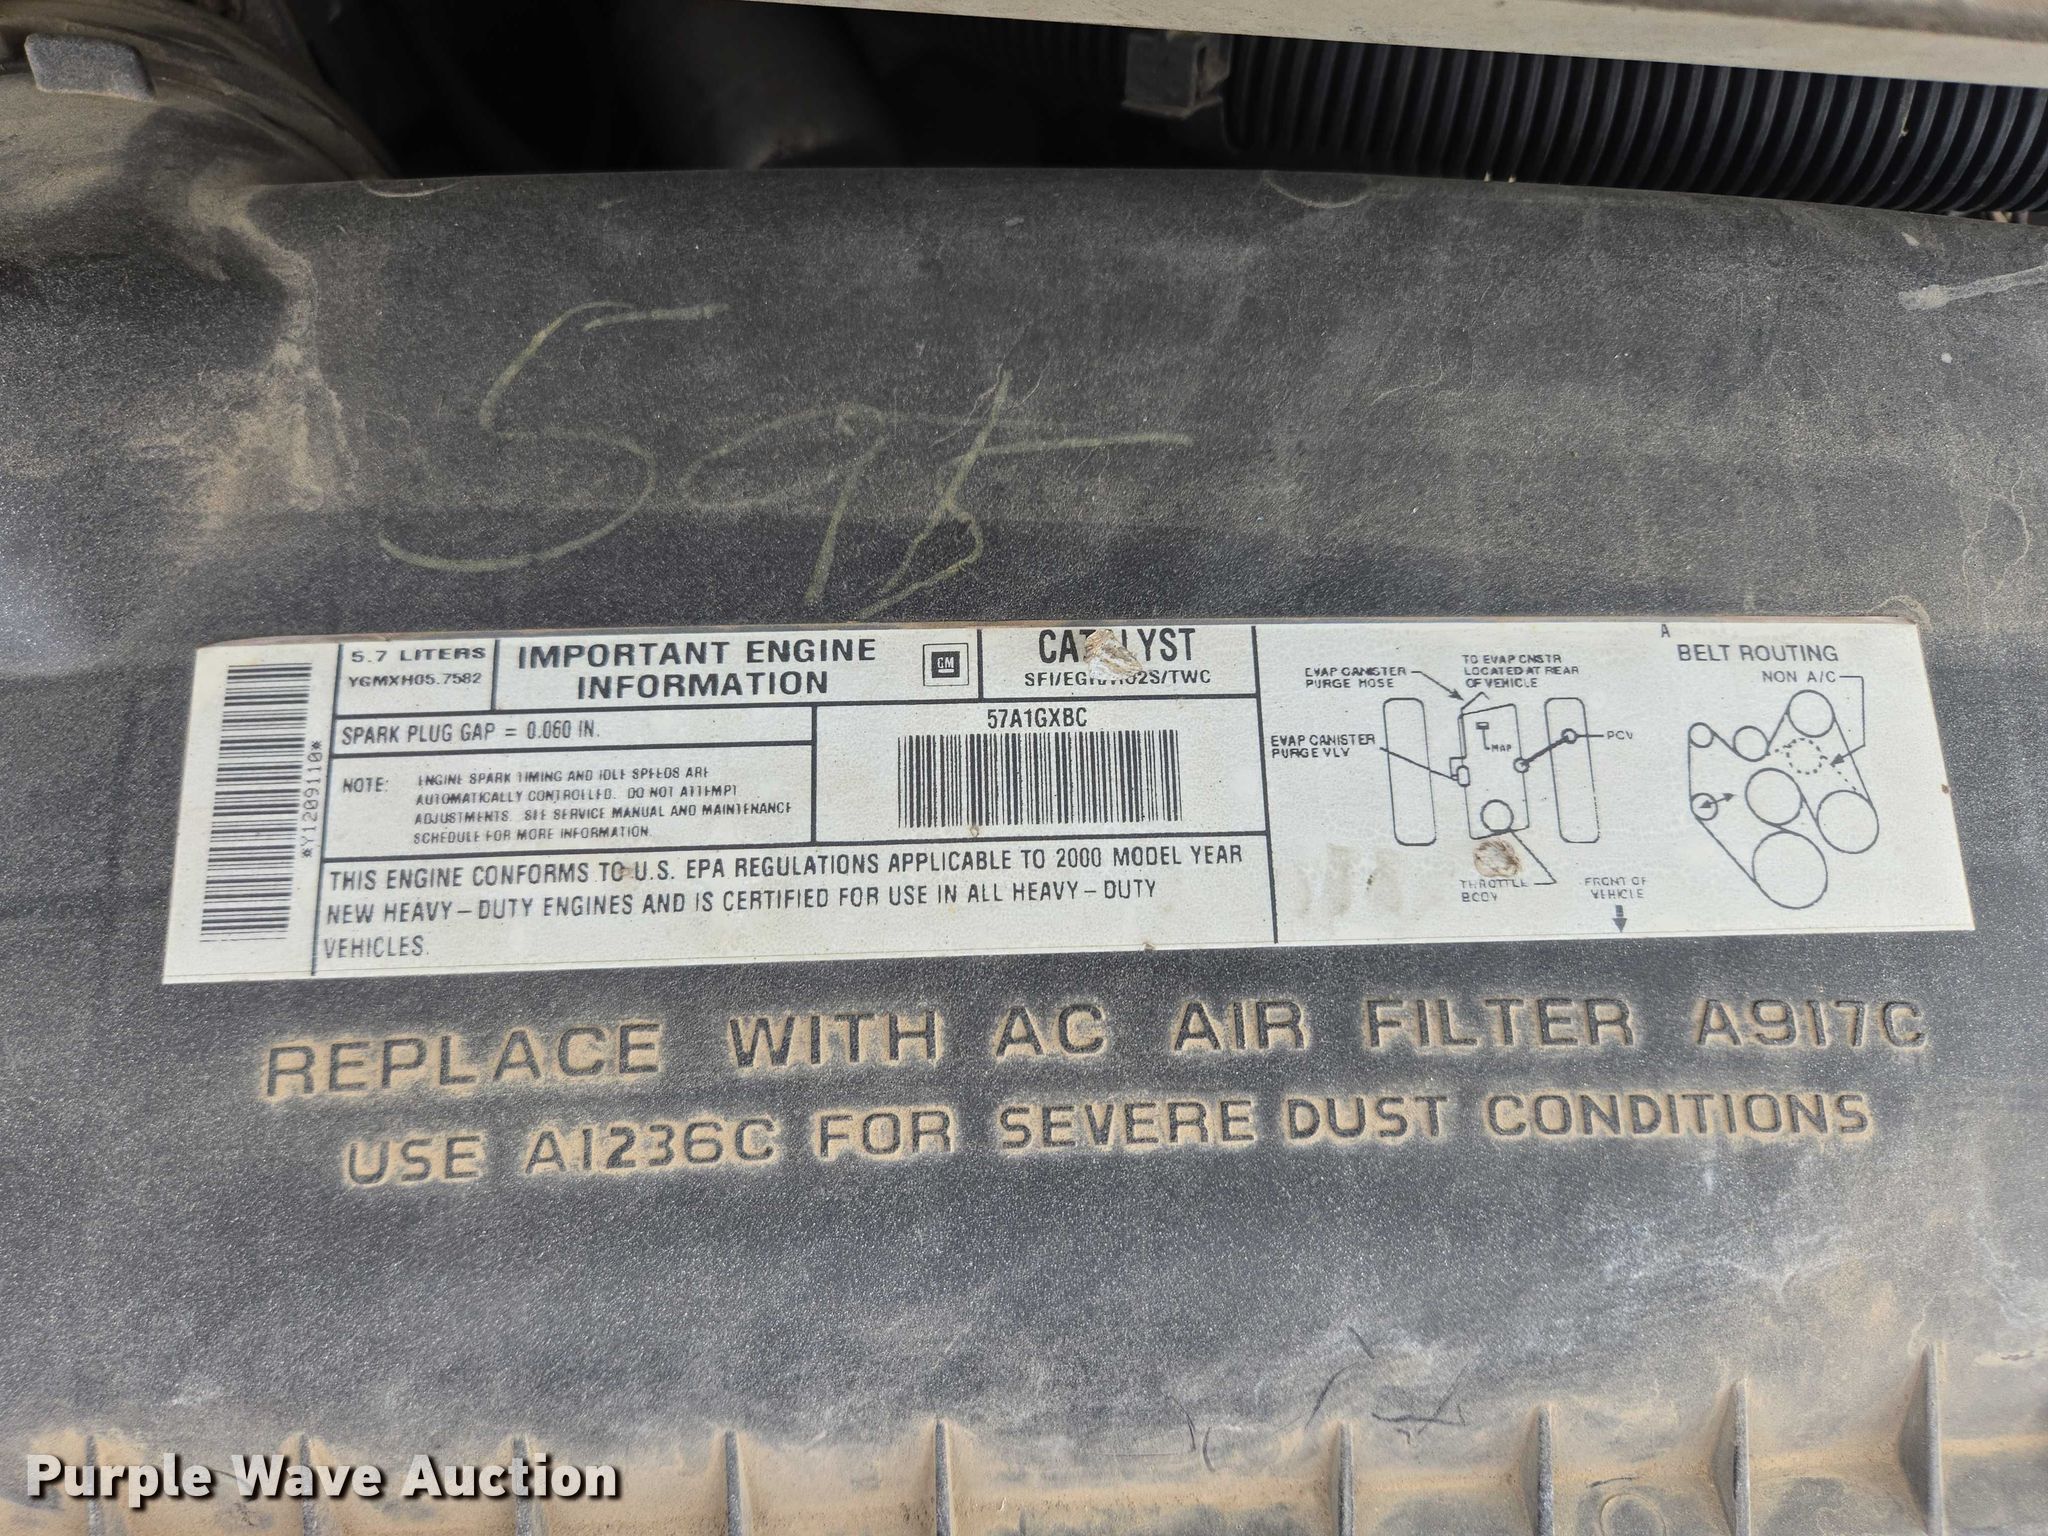 5.7 LITERS
YGMXH05.7582
IMPORTANT ENGINE
INFORMATION
GM
CATALYST
SFI/EGR/HO2S/TWC
SPARK PLUG GAP = 0.060 IN.
NOTE: ENGINE SPARK TIMING AND IDLE SPEEDS ARE
AUTOMATICALLY CONTROLLED. DO NOT ATTEMPT
ADJUSTMENTS. SEE SERVICE MANUAL AND MAINTENANCE
SCHEDULE FOR MORE INFORMATION.
57A1GXBC
*Y1209110*
THIS ENGINE CONFORMS TO U.S. EPA REGULATIONS APPLICABLE TO 2000 MODEL YEAR
NEW HEAVY-DUTY ENGINES AND IS CERTIFIED FOR USE IN ALL HEAVY-DUTY
VEHICLES.
EVAP CANISTER
PURGE HOSE
TO EVAP CNSTR
LOCATED AT REAR
OF VEHICLE
EVAP CANISTER
PURGE VLV
MAP
PCV
THROTTLE
BODY
FRONT OF
VEHICLE
A
BELT ROUTING
NON A/C
REPLACE WITH AC AIR FILTER A917C
USE A1236C FOR SEVERE DUST CONDITIONS
Purple Wave Auction